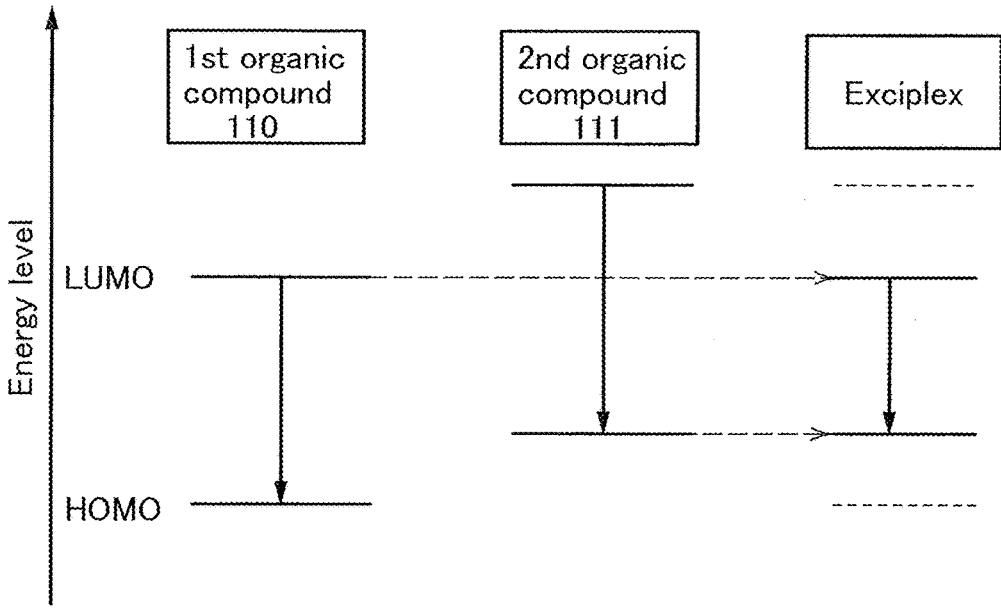 1st organic
compound
110
2nd organic
compound
111
Exciplex
Energy level
LUMO
HOMO